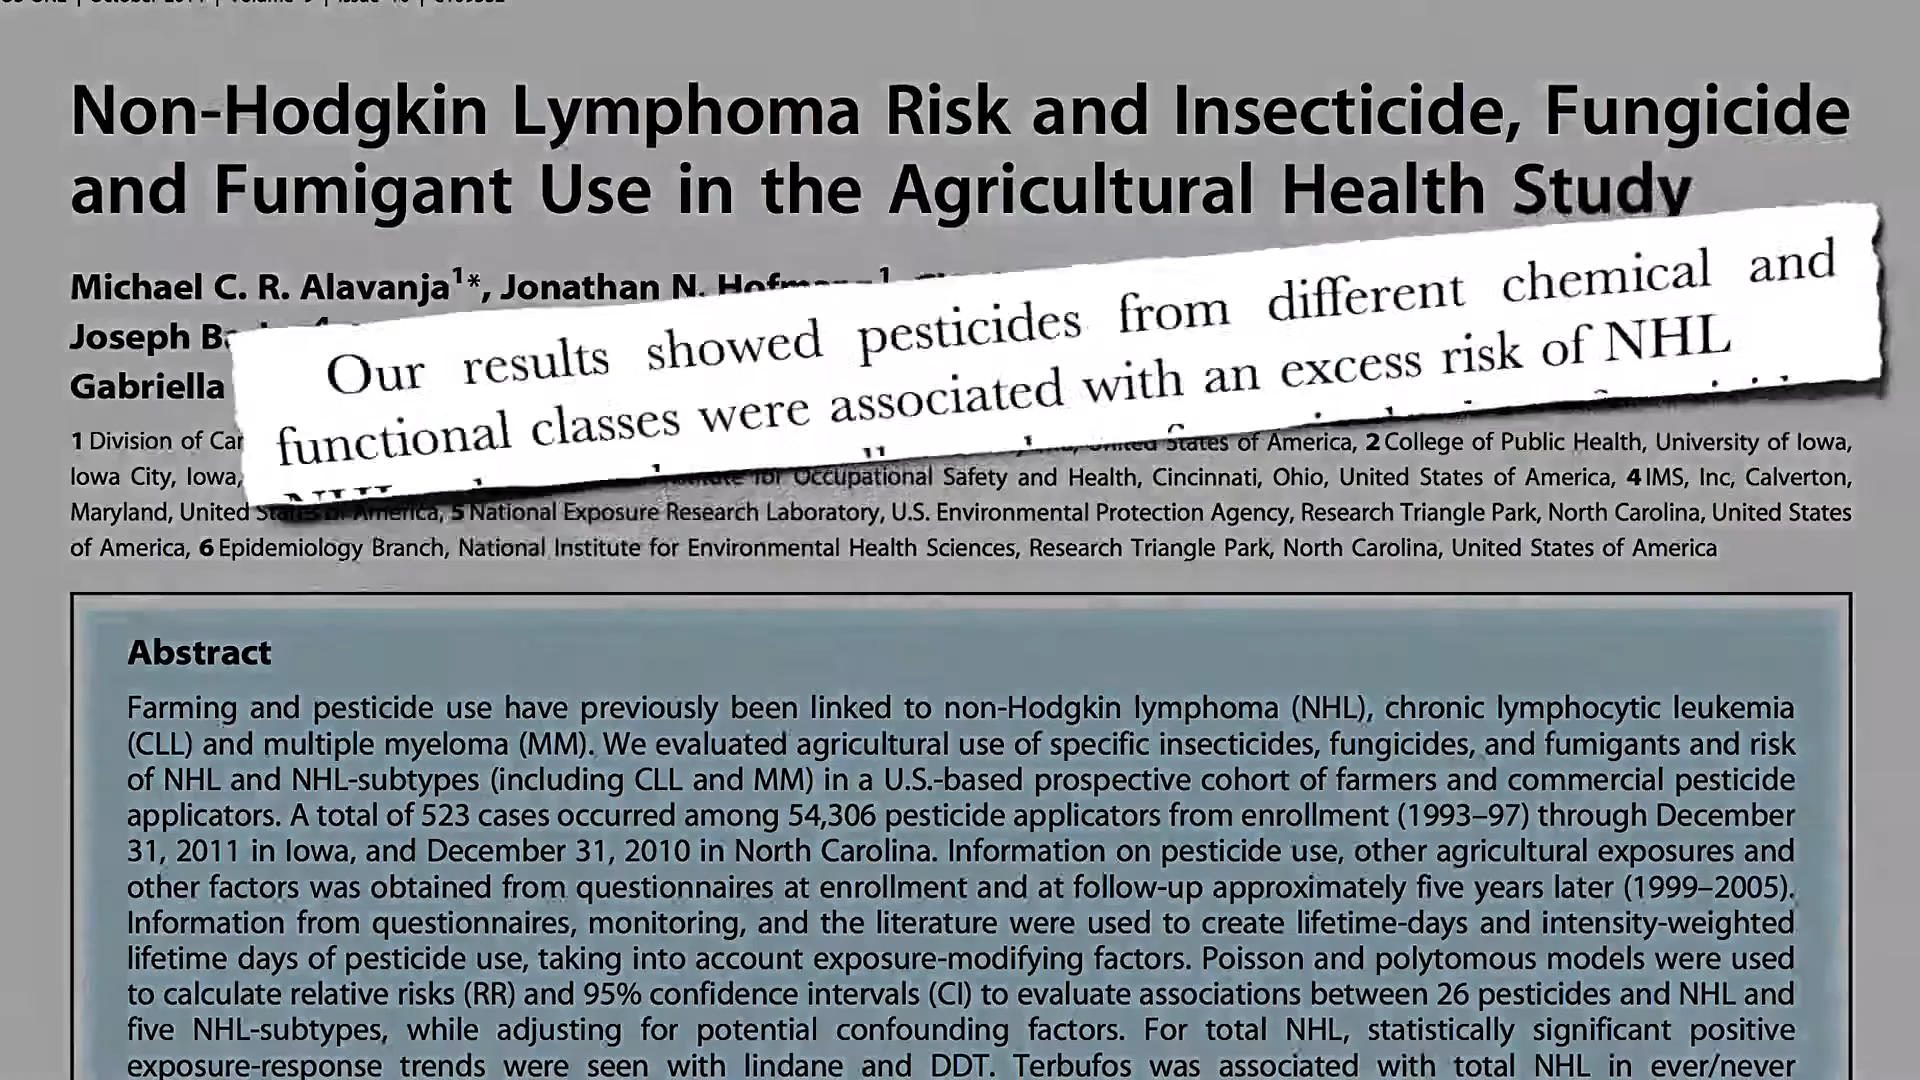 Non-Hodgkin Lymphoma Risk and Insecticide, Fungicide
and Fumigant Use in the Agricultural Health Study
Michael C. R. Alavanja1*, Jonathan N.
Joseph
Gabriella
Our results showed pesticides from different chemical and
functional classes were associated with an excess risk of NHL
1 Division of United States of America, 2 College of Public Health, University of Iowa,
Iowa City, Iowa, for Occupational Safety and Health, Cincinnati, Ohio, United States of America, 4 IMS, Inc, Calverton,
Maryland, United States of America, 5 National Exposure Research Laboratory, U.S. Environmental Protection Agency, Research Triangle Park, North Carolina, United States
of America, 6 Epidemiology Branch, National Institute for Environmental Health Sciences, Research Triangle Park, North Carolina, United States of America
Abstract
Farming and pesticide use have previously been linked to non-Hodgkin lymphoma (NHL), chronic lymphocytic leukemia
(CLL) and multiple myeloma (MM). We evaluated agricultural use of specific insecticides, fungicides, and fumigants and risk
of NHL and NHL-subtypes (including CLL and MM) in a U.S.-based prospective cohort of farmers and commercial pesticide
applicators. A total of 523 cases occurred among 54,306 pesticide applicators from enrollment (1993–97) through December
31, 2011 in Iowa, and December 31, 2010 in North Carolina. Information on pesticide use, other agricultural exposures and
other factors was obtained from questionnaires at enrollment and at follow-up approximately five years later (1999–2005).
Information from questionnaires, monitoring, and the literature were used to create lifetime-days and intensity-weighted
lifetime days of pesticide use, taking into account exposure-modifying factors. Poisson and polytomous models were used
to calculate relative risks (RR) and 95% confidence intervals (CI) to evaluate associations between 26 pesticides and NHL and
five NHL-subtypes, while adjusting for potential confounding factors. For total NHL, statistically significant positive
exposure-response trends were seen with lindane and DDT. Terbufos was associated with total NHL in ever/never